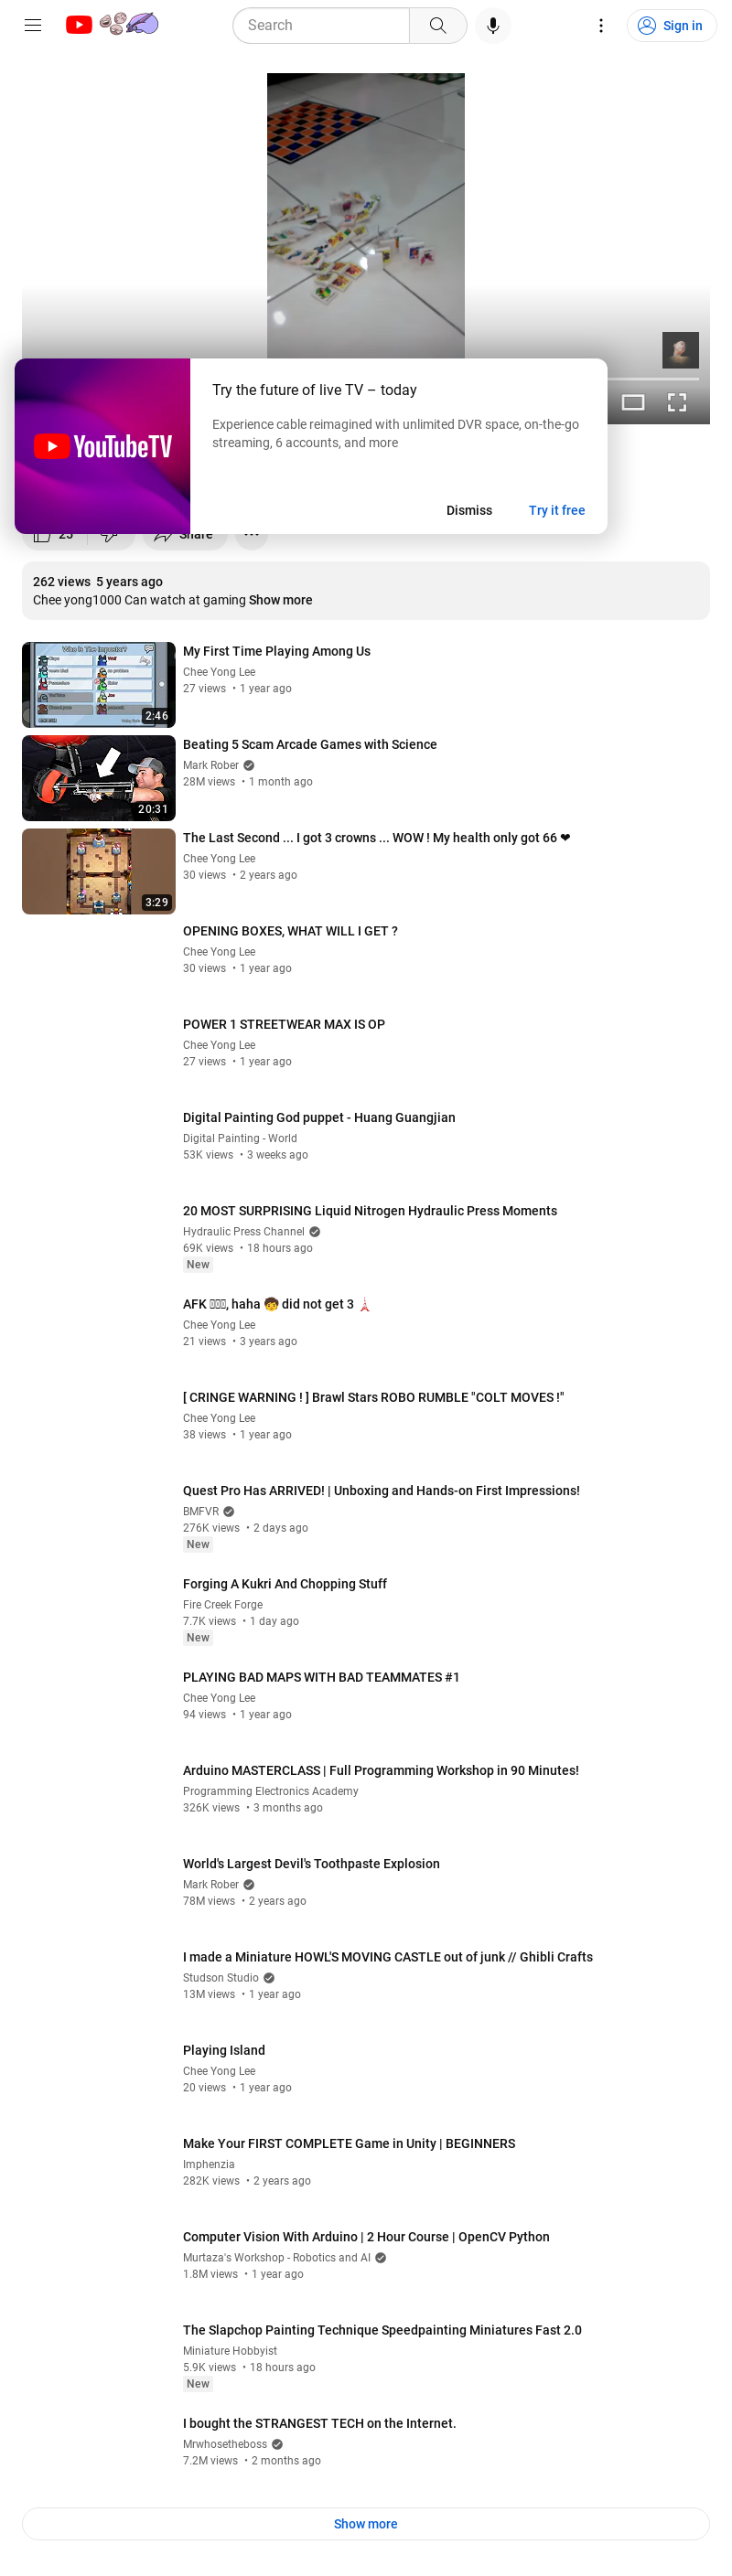 Search
Sign in
Try the future of live TV – today
Experience cable reimagined with unlimited DVR space, on-the-go
streaming, 6 accounts, and more
YouTubeTV
Dismiss
Try it free
25
Share
262 views 5 years ago
Chee yong1000 Can watch at gaming Show more
Who Is The Impostor?
2:46
My First Time Playing Among Us
Chee Yong Lee
27 views • 1 year ago
20:31
Beating 5 Scam Arcade Games with Science
Mark Rober
28M views • 1 month ago
3:29
The Last Second ... I got 3 crowns ... WOW ! My health only got 66 ❤
Chee Yong Lee
30 views • 2 years ago
OPENING BOXES, WHAT WILL I GET ?
Chee Yong Lee
30 views • 1 year ago
POWER 1 STREETWEAR MAX IS OP
Chee Yong Lee
27 views • 1 year ago
Digital Painting God puppet - Huang Guangjian
Digital Painting - World
53K views • 3 weeks ago
20 MOST SURPRISING Liquid Nitrogen Hydraulic Press Moments
Hydraulic Press Channel
69K views • 18 hours ago
New
AFK , haha 🧒 did not get 3 🗼
Chee Yong Lee
21 views • 3 years ago
[ CRINGE WARNING ! ] Brawl Stars ROBO RUMBLE "COLT MOVES !"
Chee Yong Lee
38 views • 1 year ago
Quest Pro Has ARRIVED! | Unboxing and Hands-on First Impressions!
BMFVR
276K views • 2 days ago
New
Forging A Kukri And Chopping Stuff
Fire Creek Forge
7.7K views • 1 day ago
New
PLAYING BAD MAPS WITH BAD TEAMMATES #1
Chee Yong Lee
94 views • 1 year ago
Arduino MASTERCLASS | Full Programming Workshop in 90 Minutes!
Programming Electronics Academy
326K views • 3 months ago
World's Largest Devil's Toothpaste Explosion
Mark Rober
78M views • 2 years ago
I made a Miniature HOWL'S MOVING CASTLE out of junk // Ghibli Crafts
Studson Studio
13M views • 1 year ago
Playing Island
Chee Yong Lee
20 views • 1 year ago
Make Your FIRST COMPLETE Game in Unity | BEGINNERS
Imphenzia
282K views • 2 years ago
Computer Vision With Arduino | 2 Hour Course | OpenCV Python
Murtaza's Workshop - Robotics and AI
1.8M views • 1 year ago
The Slapchop Painting Technique Speedpainting Miniatures Fast 2.0
Miniature Hobbyist
5.9K views • 18 hours ago
New
I bought the STRANGEST TECH on the Internet.
Mrwhosetheboss
7.2M views • 2 months ago
Show more